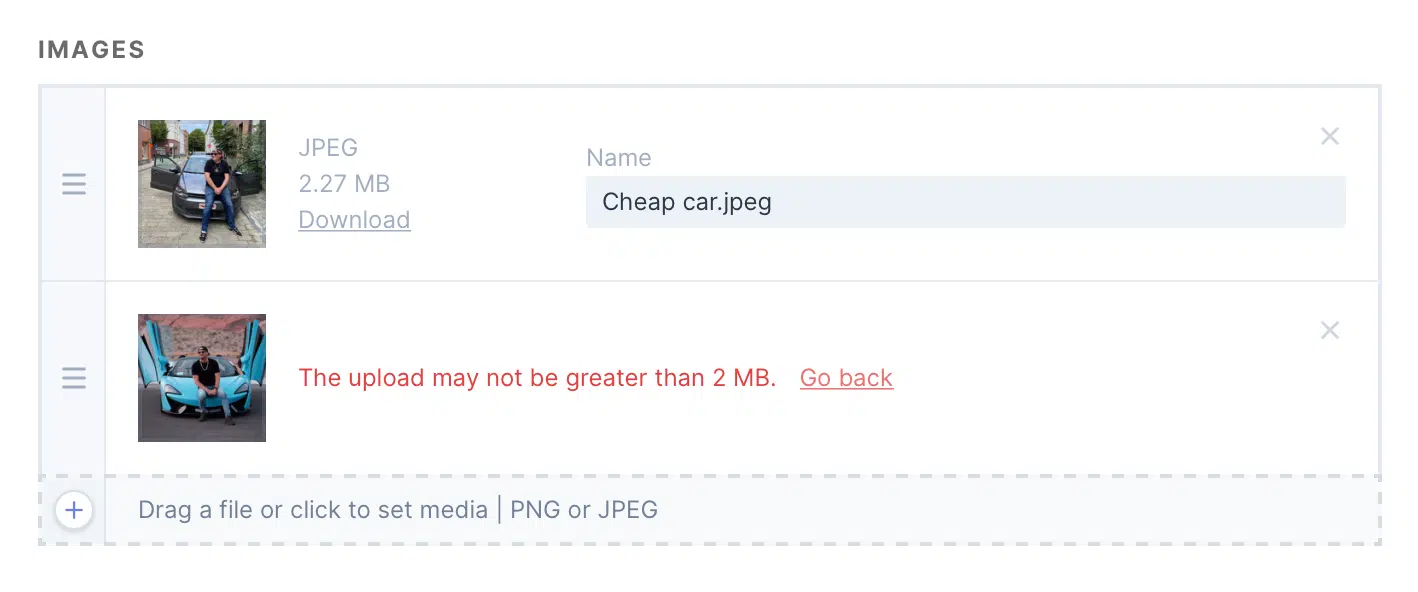 IMAGES
JPEG
2.27 MB
Download
Name
Cheap car.jpeg
The upload may not be greater than 2 MB. Go back
Drag a file or click to set media | PNG or JPEG